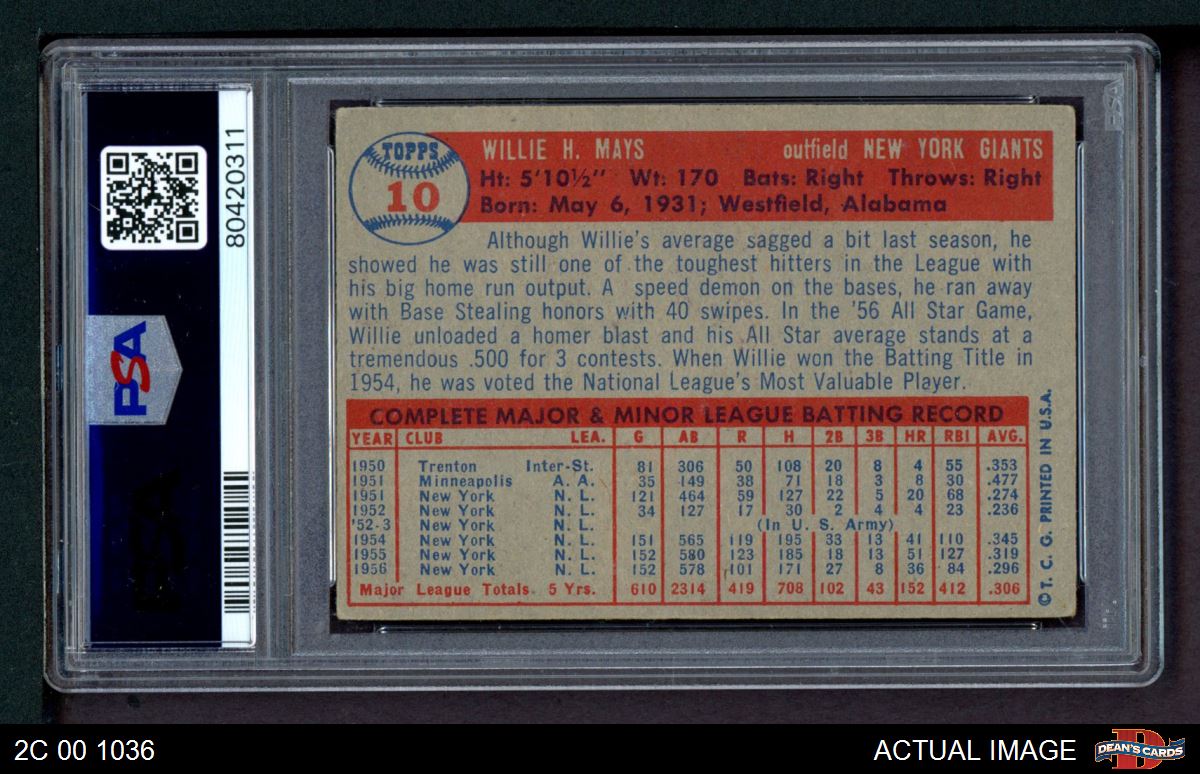 80420311
PSA
TOPPS
10
WILLIE H. MAYS outfield NEW YORK GIANTS
Ht: 5'10½" Wt: 170 Bats: Right Throws: Right
Born: May 6, 1931; Westfield, Alabama
Although Willie's average sagged a bit last season, he
showed he was still one of the toughest hitters in the League with
his big home run output. A speed demon on the bases, he ran away
with Base Stealing honors with 40 swipes. In the '56 All Star Game,
Willie unloaded a homer blast and his All Star average stands at a
tremendous .500 for 3 contests. When Willie won the Batting Title in
1954, he was voted the National League's Most Valuable Player.
COMPLETE MAJOR & MINOR LEAGUE BATTING RECORD
YEAR CLUB LEA. G AB R H 2B 3B HR RBI AVG.
1950 Trenton Inter-St. 81 306 50 108 20 8 4 55 .353
1951 Minneapolis A. A. 35 149 38 71 18 3 8 30 .477
1951 New York N. L. 121 464 59 127 22 5 20 68 .274
1952 New York N. L. 34 127 17 30 2 4 4 23 .236
'52-3 New York N. L. (In U. S. Army)
1954 New York N. L. 151 565 119 195 33 13 41 110 .345
1955 New York N. L. 152 580 123 185 18 13 51 127 .319
1956 New York N. L. 152 578 101 171 27 8 36 84 .296
Major League Totals 5 Yrs. 610 2314 419 708 102 43 152 412 .306
© T. C. G. PRINTED IN U.S.A.
2C 00 1036
ACTUAL IMAGE
DEAN'S CARDS